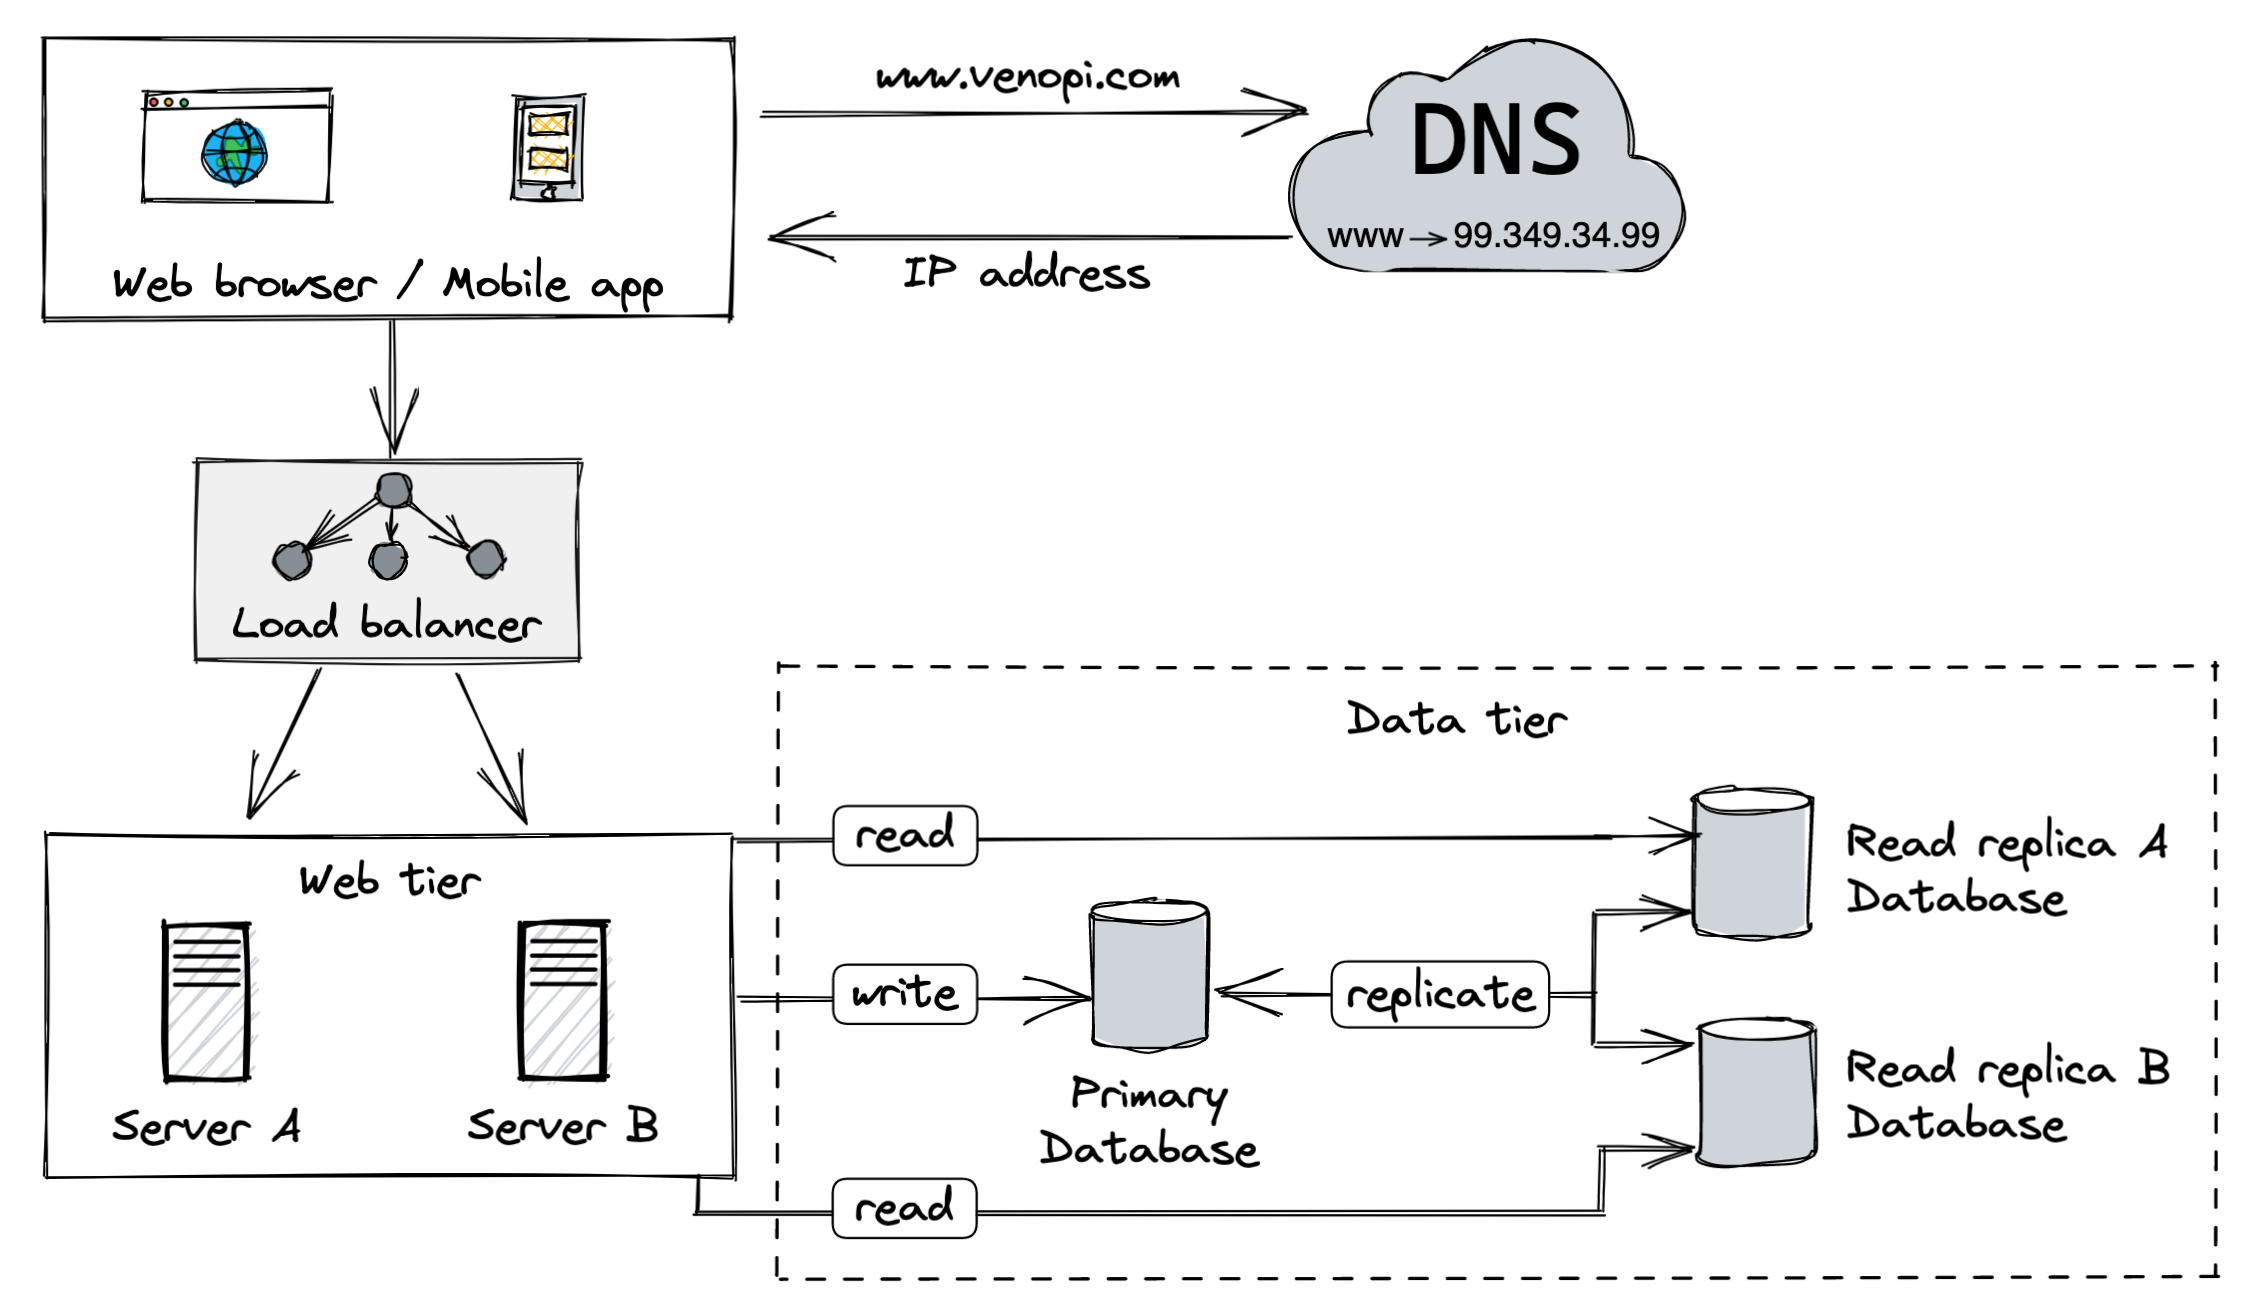 www.venopi.com
DNS
www → 99.349.34.99
IP address
Web browser / Mobile app
Load balancer
Data tier
read
Read replica A
Database
Web tier
write
replicate
Primary
Database
Read replica B
Database
Server A
Server B
read